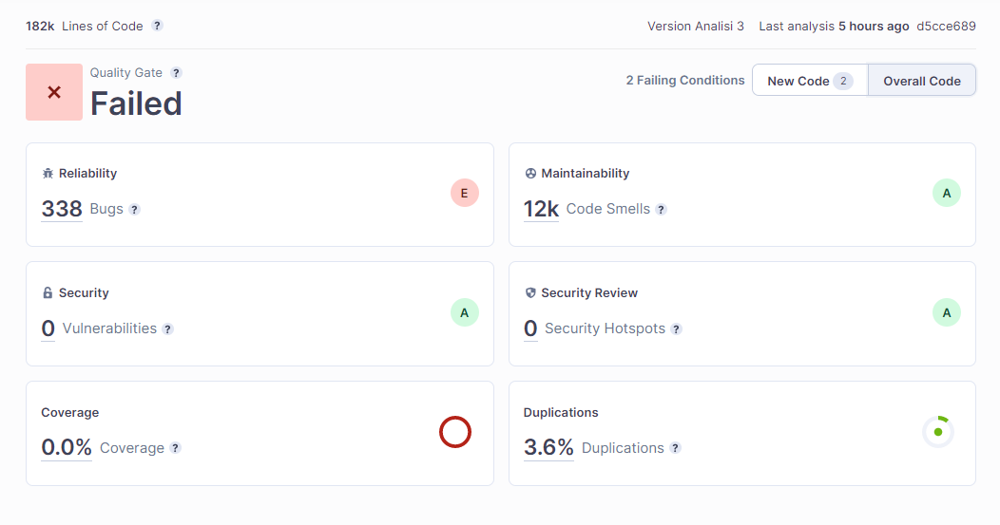 182k Lines of Code ? Version Analisi 3 Last analysis 5 hours ago d5cce689
Quality Gate ?
Failed
2 Failing Conditions New Code 2 Overall Code
Reliability
338 Bugs ?
E
Maintainability
12k Code Smells ?
A
Security
0 Vulnerabilities ?
A
Security Review
0 Security Hotspots ?
A
Coverage
0.0% Coverage ?
Duplications
3.6% Duplications ?